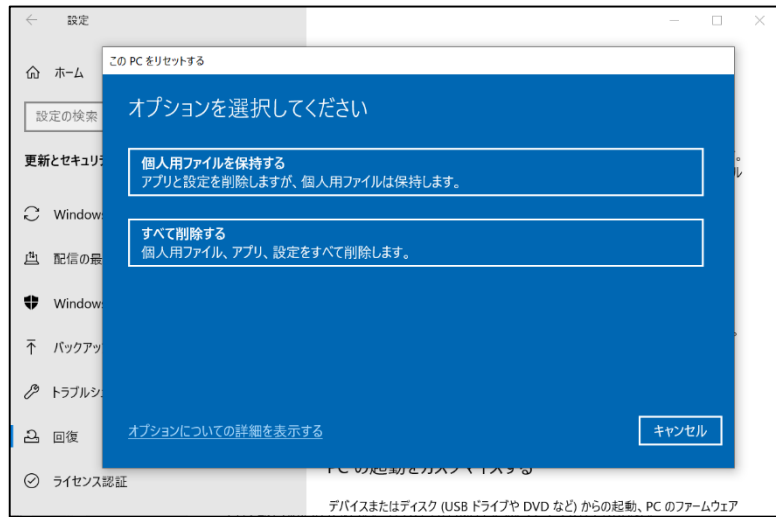 設定
ホーム
設定の検索
更新とセキュリ
Window
配信の最
Window
バックアッ
トラブルシ
回復
ライセンス認証
この PC をリセットする
オプションを選択してください
個人用ファイルを保持する
アプリと設定を削除しますが、個人用ファイルは保持します。
すべて削除する
個人用ファイル、アプリ、設定をすべて削除します。
オプションについての詳細を表示する
キャンセル
。
ル
PC の起動をカスタマイズする
デバイスまたはディスク (USB ドライブや DVD など) からの起動、PC のファームウェア